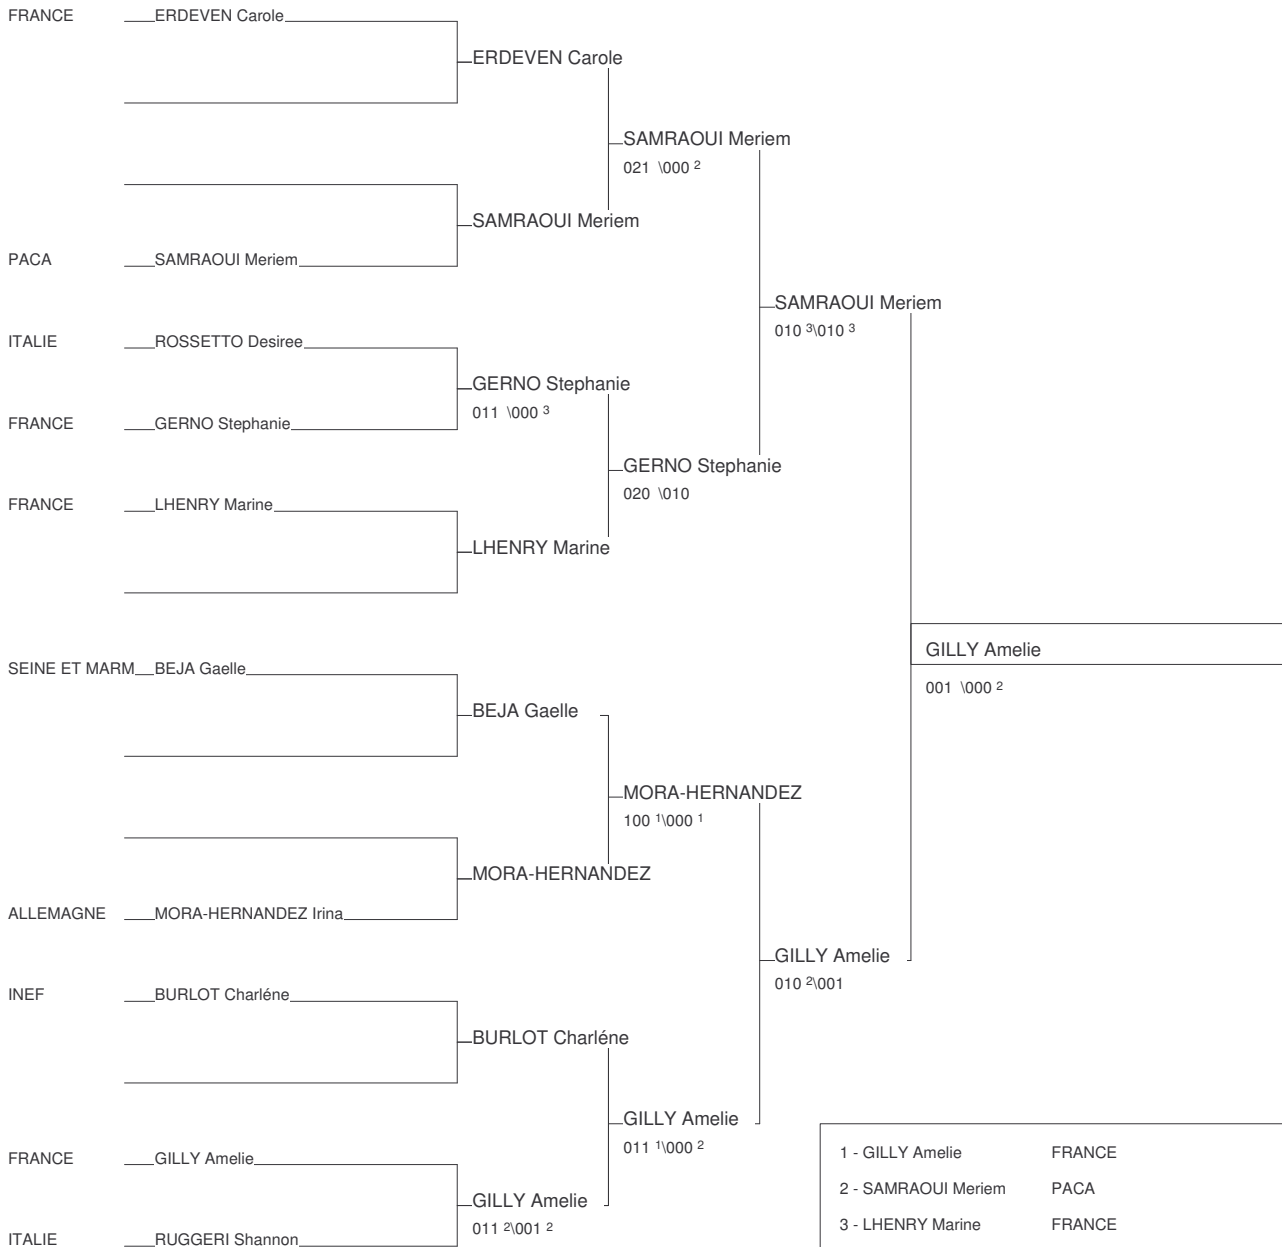 FRANCE ERDEVEN Carole
ERDEVEN Carole
SAMRAOUI Meriem
021 \000 2
SAMRAOUI Meriem
PACA SAMRAOUI Meriem
SAMRAOUI Meriem
010 3\010 3
ITALIE ROSSETTO Desiree
GERNO Stephanie
011 \000 3
FRANCE GERNO Stephanie
GERNO Stephanie
020 \010
FRANCE LHENRY Marine
LHENRY Marine
GILLY Amelie
001 \000 2
SEINE ET MARM BEJA Gaelle
BEJA Gaelle
MORA-HERNANDEZ
100 1\000 1
MORA-HERNANDEZ
ALLEMAGNE MORA-HERNANDEZ Irina
GILLY Amelie
010 2\001
INEF BURLOT Charléne
BURLOT Charléne
GILLY Amelie
011 1\000 2
FRANCE GILLY Amelie
GILLY Amelie
011 2\001 2
ITALIE RUGGERI Shannon
1 - GILLY Amelie FRANCE
2 - SAMRAOUI Meriem PACA
3 - LHENRY Marine FRANCE